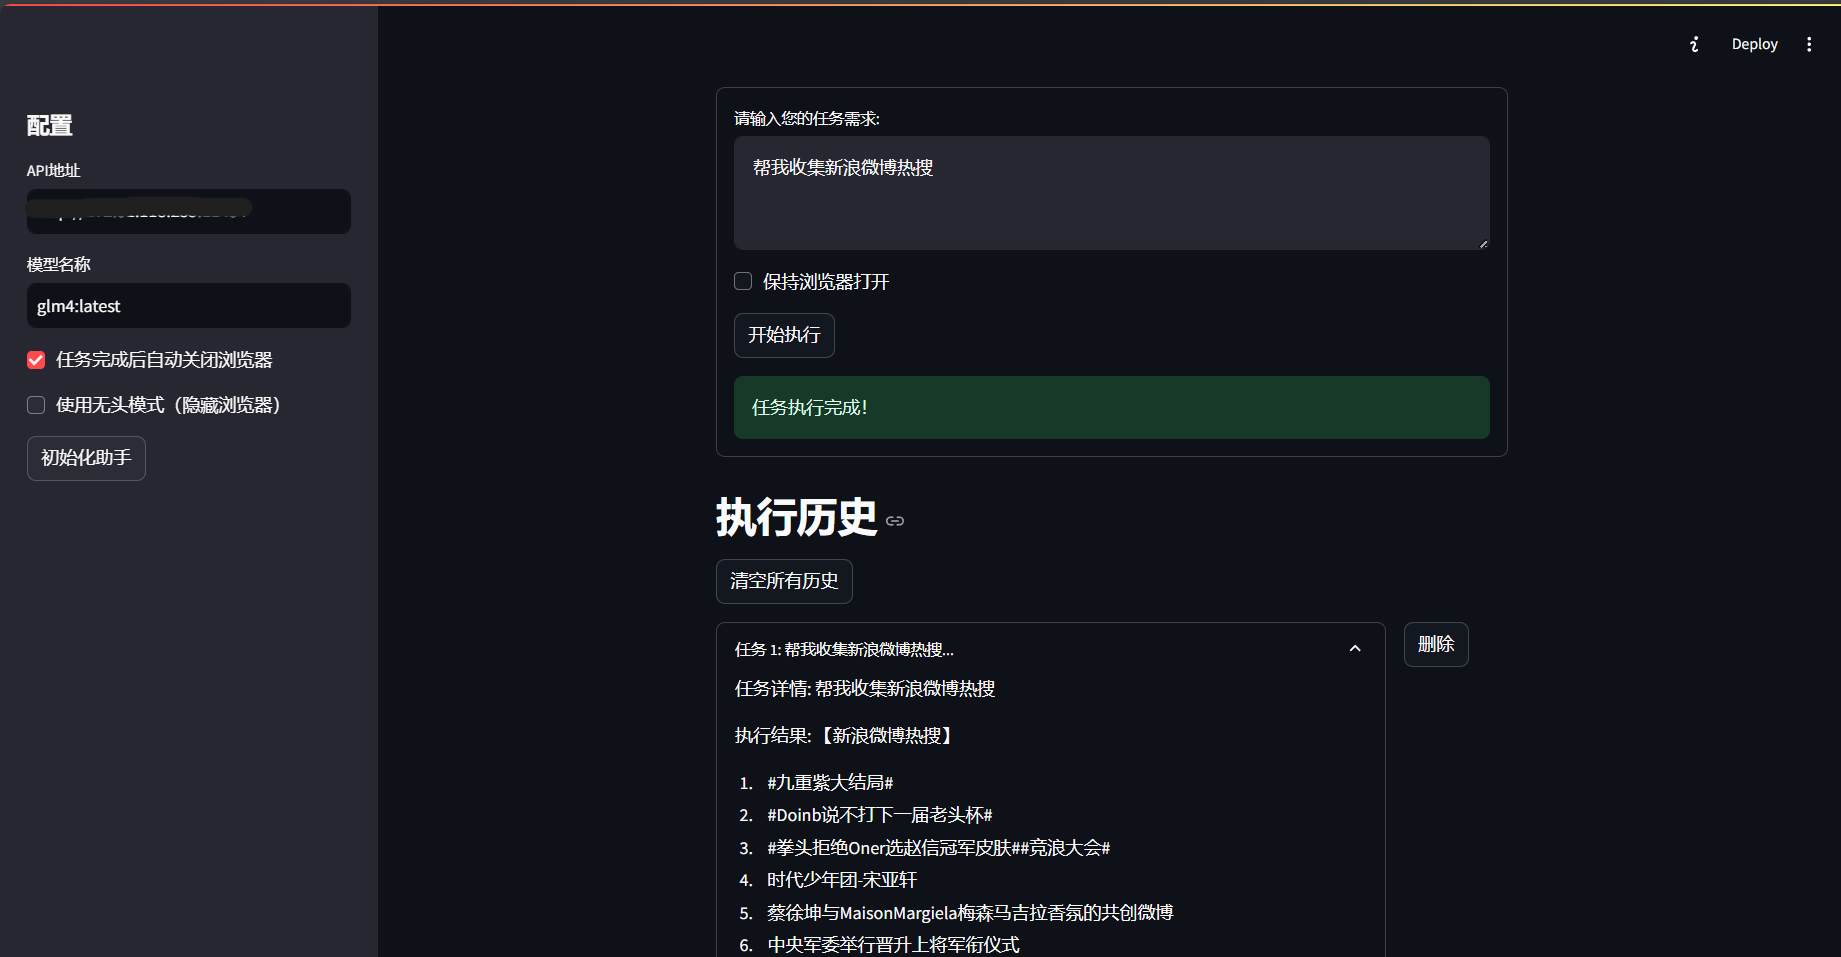 Deploy
配置
API地址
模型名称
glm4:latest
任务完成后自动关闭浏览器
使用无头模式（隐藏浏览器）
初始化助手
请输入您的任务需求:
帮我收集新浪微博热搜
保持浏览器打开
开始执行
任务执行完成！
执行历史
清空所有历史
任务 1: 帮我收集新浪微博热搜...
删除
任务详情: 帮我收集新浪微博热搜
执行结果: 【新浪微博热搜】
1. #九重紫大结局#
2. #Doinb说不打下一届老头杯#
3. #拳头拒绝Oner选赵信冠军皮肤##竞浪大会#
4. 时代少年团-宋亚轩
5. 蔡徐坤与MaisonMargiela梅森马吉拉香氛的共创微博
6. 中央军委举行晋升上将军衔仪式